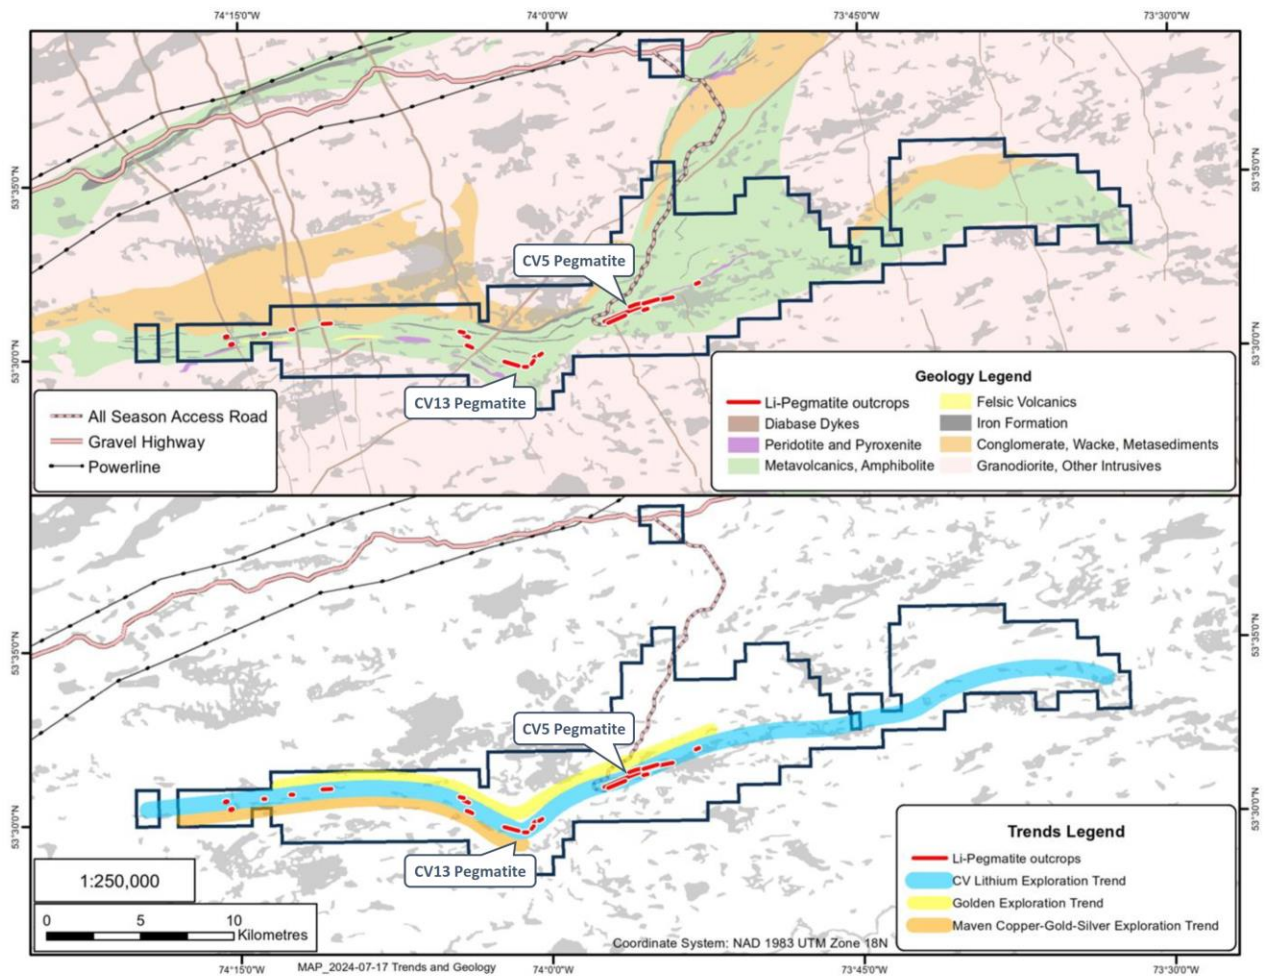 74°15'0"W
74°0'0"W
73°45'0"W
73°30'0"W
53°35'0"N
53°30'0"N
53°35'0"N
53°30'0"N
CV5 Pegmatite
CV13 Pegmatite
All Season Access Road
Gravel Highway
Powerline
Geology Legend
Li-Pegmatite outcrops
Diabase Dykes
Peridotite and Pyroxenite
Metavolcanics, Amphibolite
Felsic Volcanics
Iron Formation
Conglomerate, Wacke, Metasediments
Granodiorite, Other Intrusives
53°35'0"N
53°30'0"N
53°35'0"N
53°30'0"N
CV5 Pegmatite
CV13 Pegmatite
Trends Legend
Li-Pegmatite outcrops
CV Lithium Exploration Trend
Golden Exploration Trend
Maven Copper-Gold-Silver Exploration Trend
1:250,000
0 5 10
Kilometres
Coordinate System: NAD 1983 UTM Zone 18N
74°15'0"W
MAP_2024-07-17 Trends and Geology
74°0'0"W
73°45'0"W
73°30'0"W